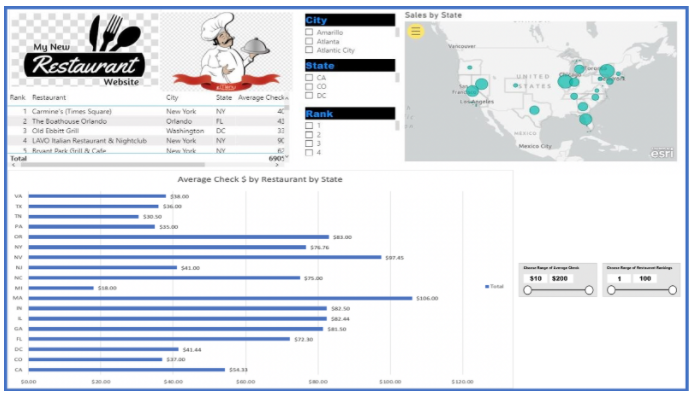 My New
Restaurant
Website
City
Amarillo
Atlanta
Atlantic City
State
CA
CO
DC
Rank
1
2
3
4
Sales by State
Vancouver
UNITED
STATES
Los Angeles
MÉXICO
Mexico City
esri
Rank Restaurant City State Average Check
1 Carmine's (Times Square) New York NY
2 The Boathouse Orlando Orlando FL
3 Old Ebbitt Grill Washington DC
4 LAVO Italian Restaurant & Nightclub New York NY
5 Bryant Park Grill & Cafe New York NY
Total 6905
Average Check $ by Restaurant by State
VA $38.00
TX $36.00
TN $30.50
PA $35.00
OR $83.00
NY $76.76
NV $97.45
NJ $41.00
NC $75.00
MI $18.00
MA $106.00
IN $82.50
IL $82.44
GA $81.50
FL $72.30
DC $41.44
CO $37.00
CA $54.33
$0.00 $20.00 $40.00 $60.00 $80.00 $100.00 $120.00
Total
Choose Range of Average Check
$10 $200
Choose Range of Restaurant Rankings
1 100